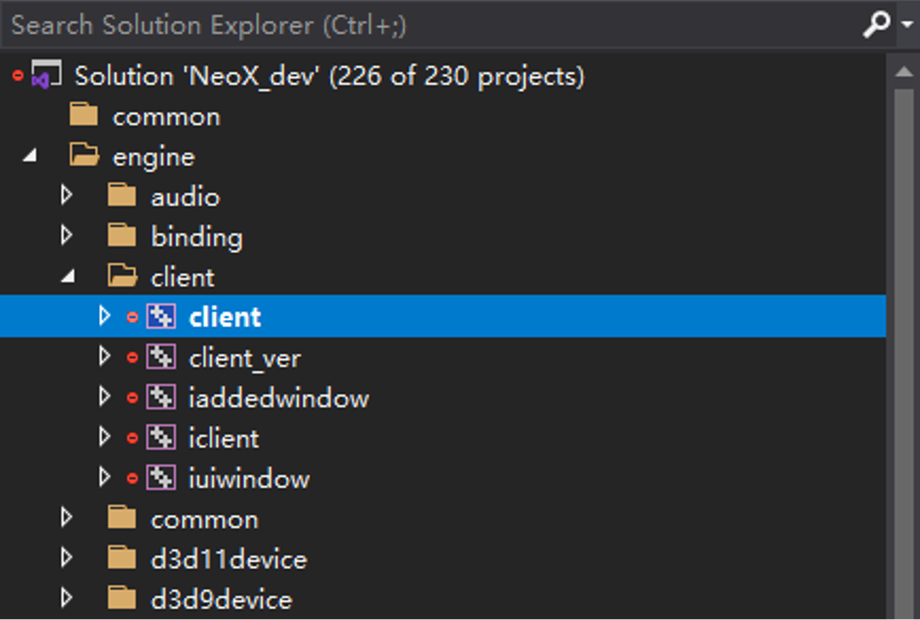 Search Solution Explorer (Ctrl+;)
Solution 'NeoX_dev' (226 of 230 projects)
common
engine
audio
binding
client
client
client_ver
iaddedwindow
iclient
iuiwindow
common
d3d11device
d3d9device